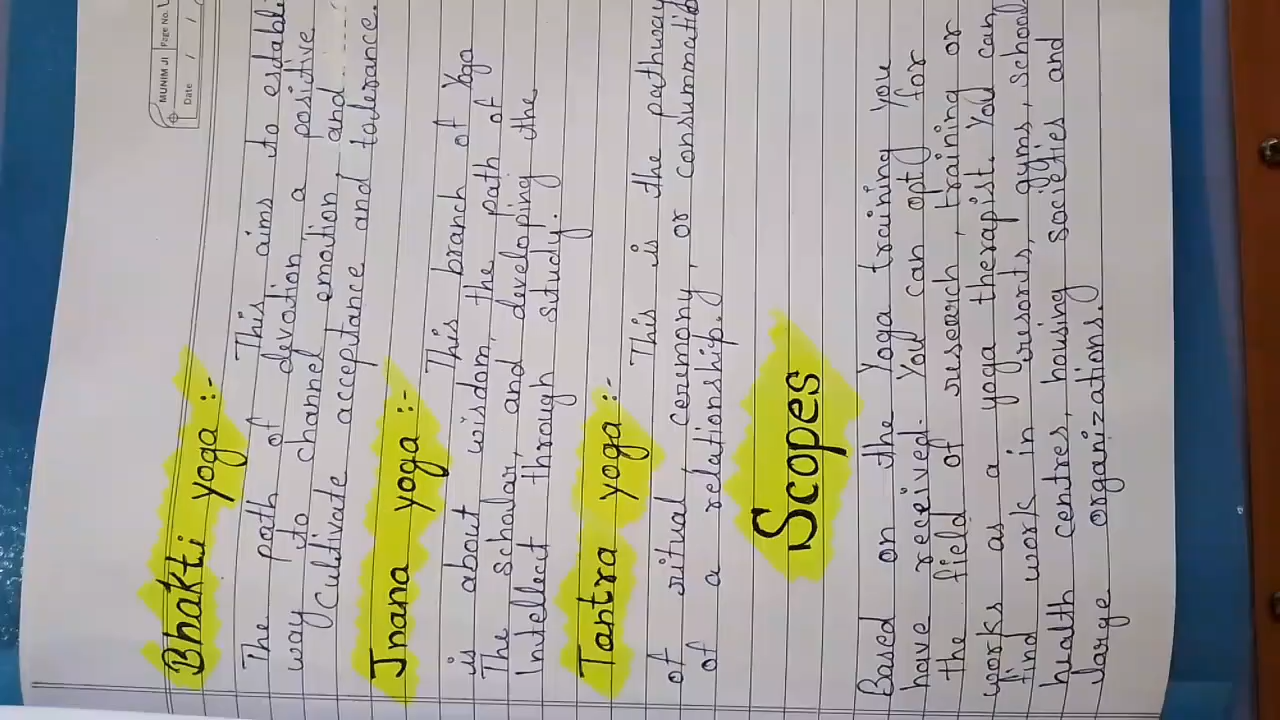 MUNIM JI Page No.
Date / /
Bhakti yoga :-
This aims to establi
The path of devotion, a positive
way to channel emotion, and
Culitivate acceptance and tolerance.
Jnana yoga :-
This branch of Yoga
is about wisdom, the path of
The scholar, and developing the
Intellect through study.
Tantra yoga :-
This is the pathway
of ritual, ceremony, or consummatio
of a relationship.
Scopes
Based on the Yoga training you
have received. You can opt for
the field of research, training or
works as a yoga therapist. You can
find work in resorts, gyms, school
health centres, housing societies and
large organizations.